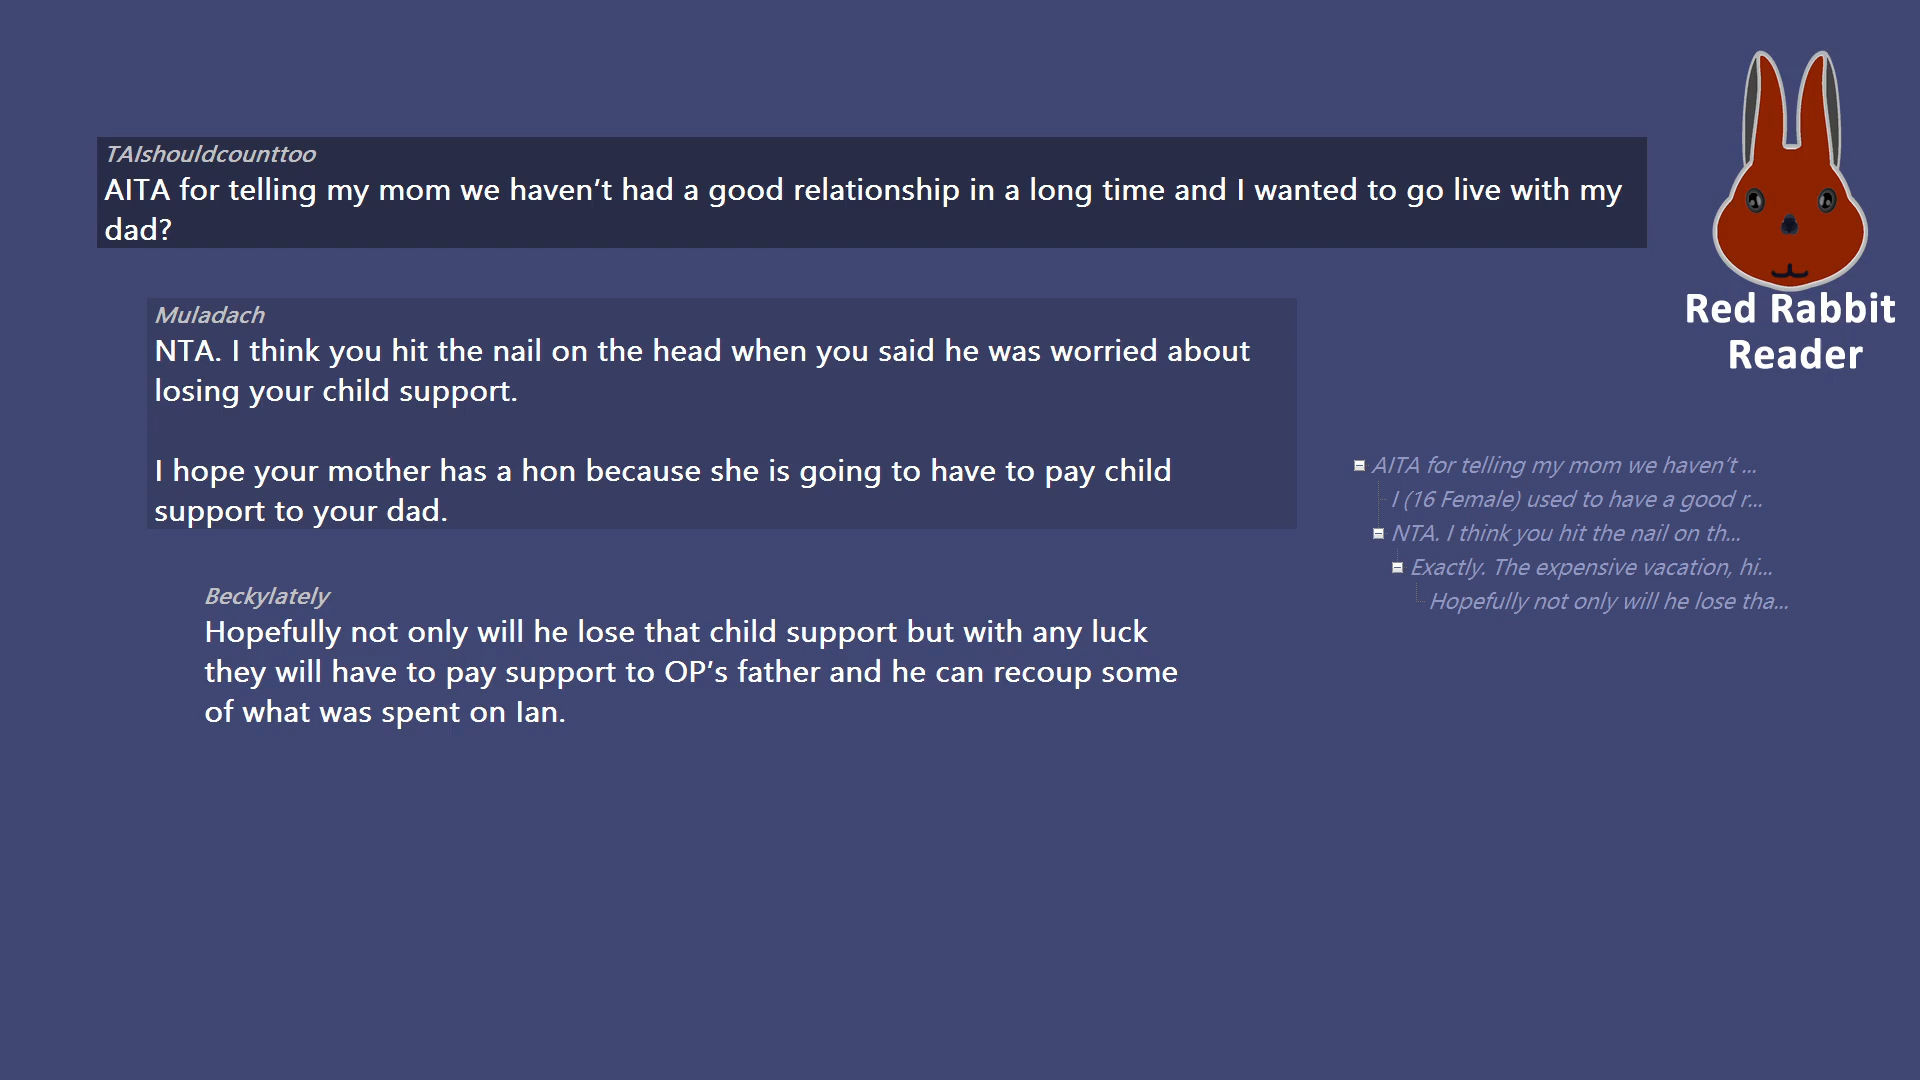 TAIshouldcounttoo
AITA for telling my mom we haven’t had a good relationship in a long time and I wanted to go live with my
dad?
Muladach
NTA. I think you hit the nail on the head when you said he was worried about
losing your child support.
I hope your mother has a hon because she is going to have to pay child
support to your dad.
Beckylately
Hopefully not only will he lose that child support but with any luck
they will have to pay support to OP’s father and he can recoup some
of what was spent on Ian.
Red Rabbit
Reader
AITA for telling my mom we haven’t ...
I (16 Female) used to have a good r...
NTA. I think you hit the nail on th...
Exactly. The expensive vacation, hi...
Hopefully not only will he lose tha...